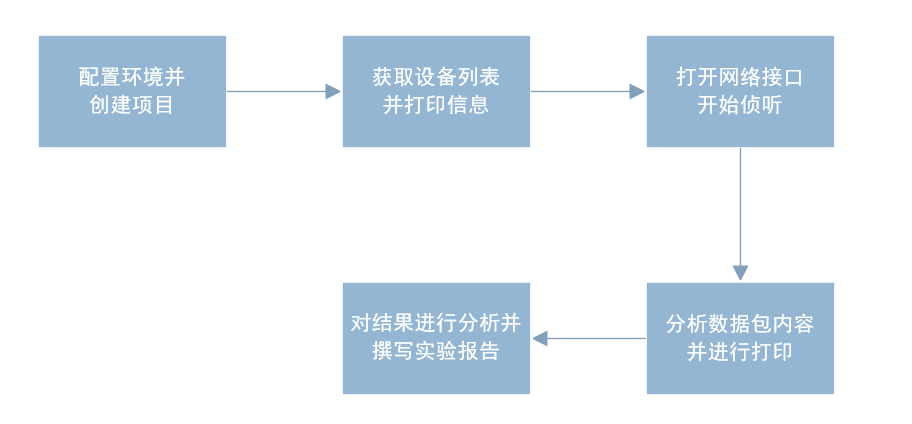 配置环境并
创建项目
获取设备列表
并打印信息
打开网络接口
开始侦听
分析数据包内容
并进行打印
对结果进行分析并
撰写实验报告